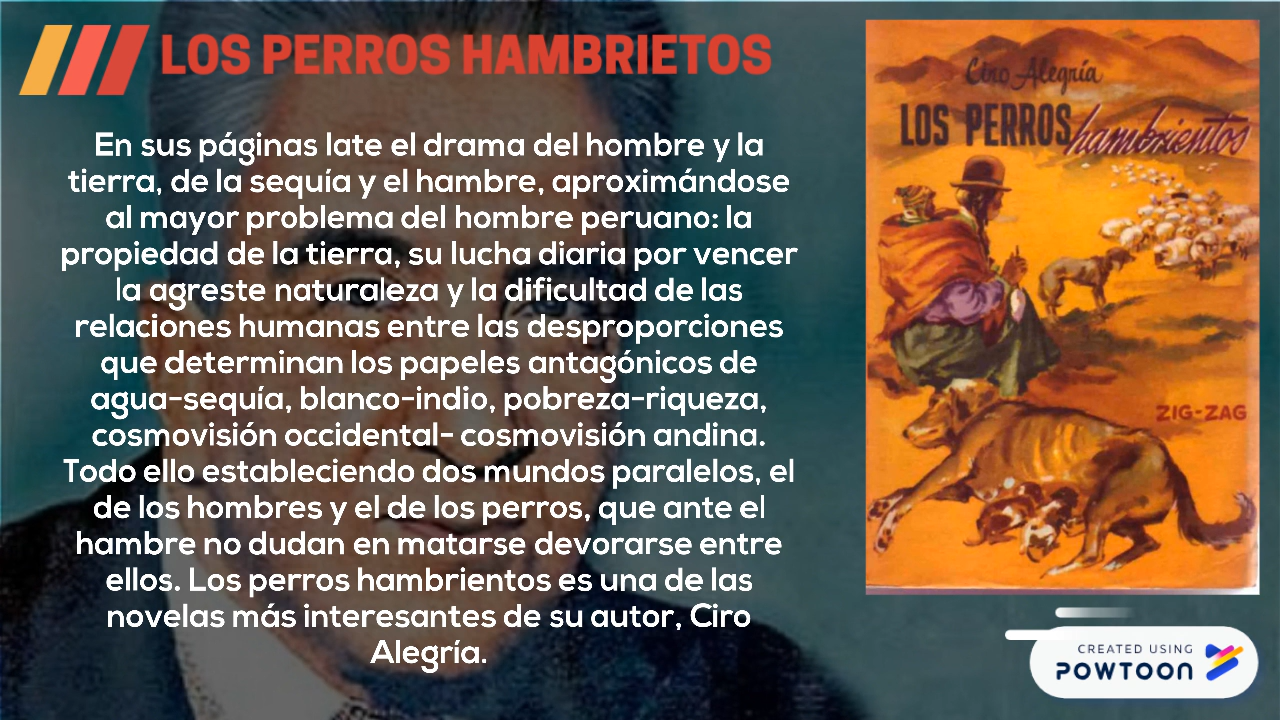 LOS PERROS HAMBRIETOS
En sus páginas late el drama del hombre y la
tierra, de la sequía y el hambre, aproximándose
al mayor problema del hombre peruano: la
propiedad de la tierra, su lucha diaria por vencer
la agreste naturaleza y la dificultad de las
relaciones humanas entre las desproporciones
que determinan los papeles antagónicos de
agua-sequía, blanco-indio, pobreza-riqueza,
cosmovisión occidental- cosmovisión andina.
Todo ello estableciendo dos mundos paralelos, el
de los hombres y el de los perros, que ante el
hambre no dudan en matarse devorarse entre
ellos. Los perros hambrientos es una de las
novelas más interesantes de su autor, Ciro
Alegría.
Ciro Alegría
LOS PERROS hambrientos
ZIG-ZAG
CREATED USING
POWTOON